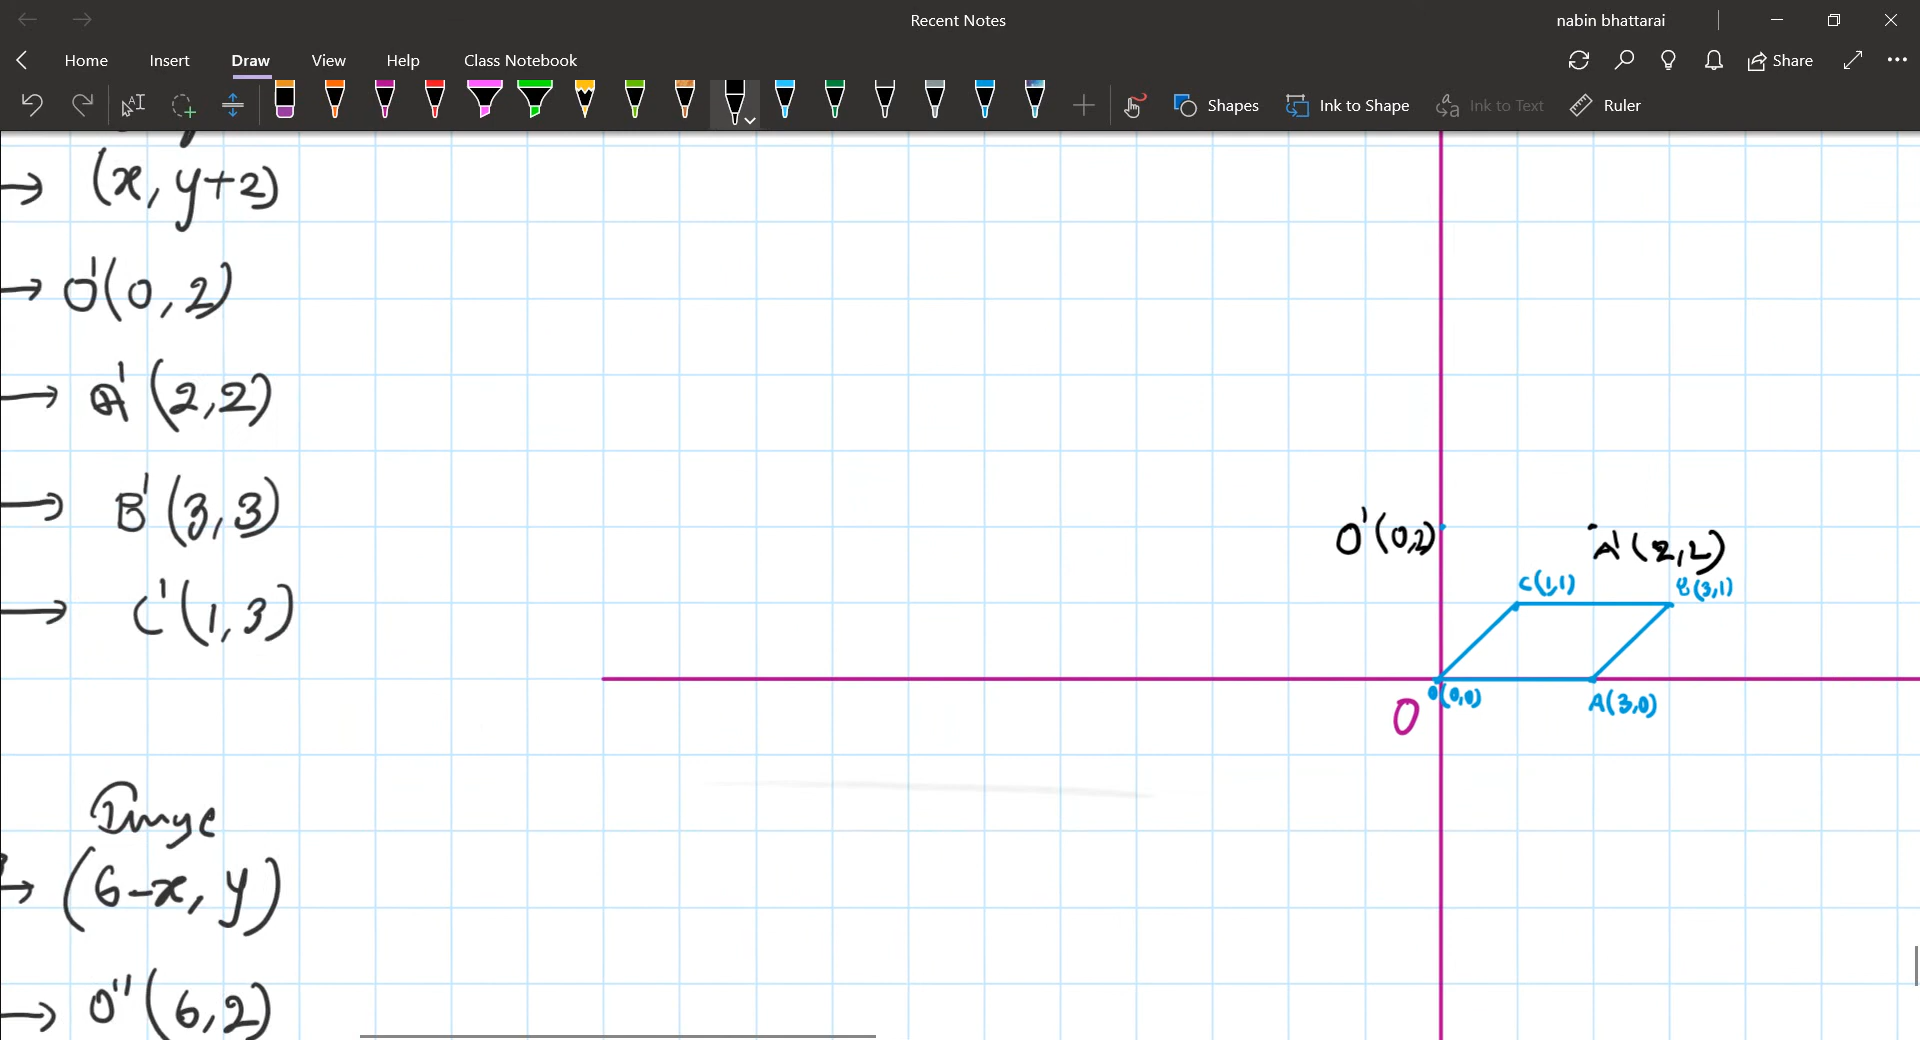 Recent Notes
nabin bhattarai
Home Insert Draw View Help Class Notebook
Share
Shapes Ink to Shape Ink to Text Ruler
→ (x, y+2)
→ O'(0,2)
→ A'(2,2)
→ B'(3,3)
→ C'(1,3)
Image
→ (6-x, y)
→ O''(6,2)
O'(0,2)
A'(2,2)
C(1,1)
B(3,1)
O(0,0)
A(3,0)
O